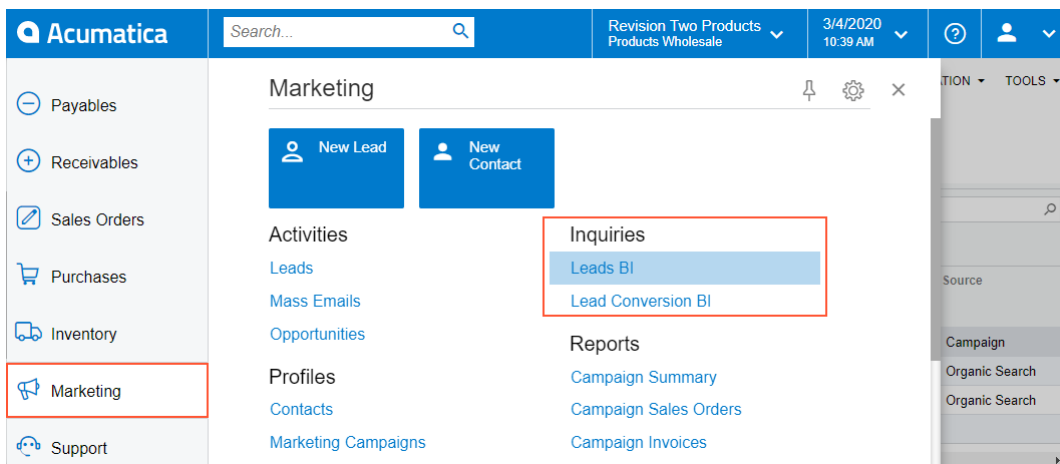 Acumatica
Search...
Revision Two Products
Products Wholesale
3/4/2020
10:39 AM
Payables
Receivables
Sales Orders
Purchases
Inventory
Marketing
Support
Marketing
New Lead
New
Contact
Activities
Leads
Mass Emails
Opportunities
Profiles
Contacts
Marketing Campaigns
Inquiries
Leads BI
Lead Conversion BI
Reports
Campaign Summary
Campaign Sales Orders
Campaign Invoices
TOOLS
Source
Campaign
Organic Search
Organic Search